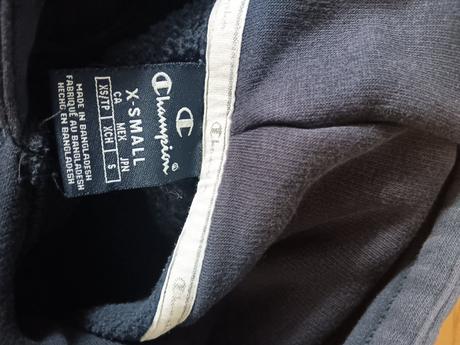 Champion®
X-SMALL
CA MEX JPN
XS/TP XCH S
MADE IN BANGLADESH
FABRIQUÉ AU BANGLADESH
HECHO EN BANGLADESH